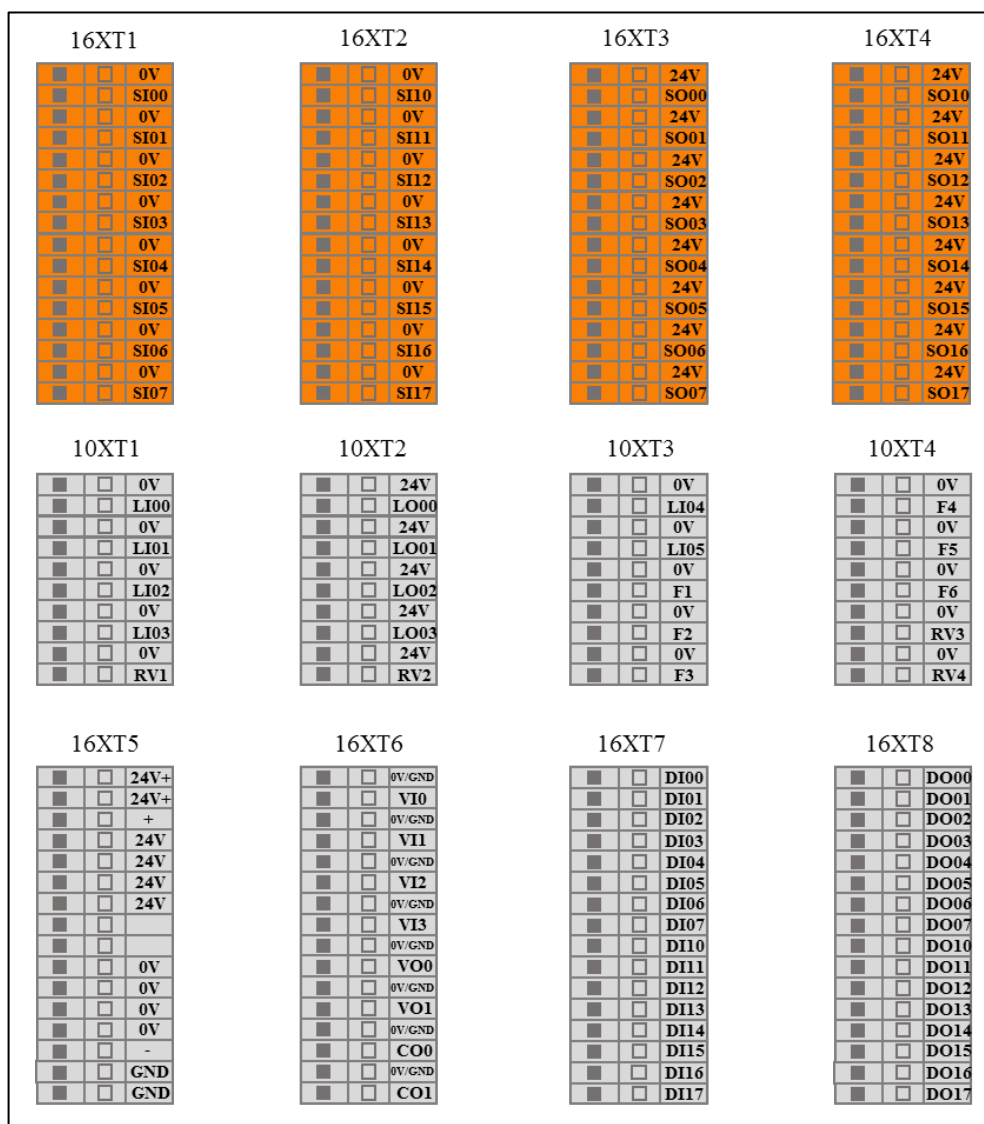 16XT1 16XT2 16XT3 16XT4
0V 0V 24V 24V
SI00 SI10 SO00 SO10
0V 0V 24V 24V
SI01 SI11 SO01 SO11
0V 0V 24V 24V
SI02 SI12 SO02 SO12
0V 0V 24V 24V
SI03 SI13 SO03 SO13
0V 0V 24V 24V
SI04 SI14 SO04 SO14
0V 0V 24V 24V
SI05 SI15 SO05 SO15
0V 0V 24V 24V
SI06 SI16 SO06 SO16
0V 0V 24V 24V
SI07 SI17 SO07 SO17
10XT1 10XT2 10XT3 10XT4
0V 24V 0V 0V
LI00 LO00 LI04 F4
0V 24V 0V 0V
LI01 LO01 LI05 F5
0V 24V 0V 0V
LI02 LO02 F1 F6
0V 24V 0V 0V
LI03 LO03 F2 RV3
0V 24V 0V 0V
RV1 RV2 F3 RV4
16XT5 16XT6 16XT7 16XT8
24V+ 0V/GND DI00 DO00
24V+ VI0 DI01 DO01
+ 0V/GND DI02 DO02
24V VI1 DI03 DO03
24V 0V/GND DI04 DO04
24V VI2 DI05 DO05
24V 0V/GND DI06 DO06
VI3 DI07 DO07
0V/GND DI10 DO10
0V VO0 DI11 DO11
0V 0V/GND DI12 DO12
0V VO1 DI13 DO13
0V 0V/GND DI14 DO14
- CO0 DI15 DO15
GND 0V/GND DI16 DO16
GND CO1 DI17 DO17